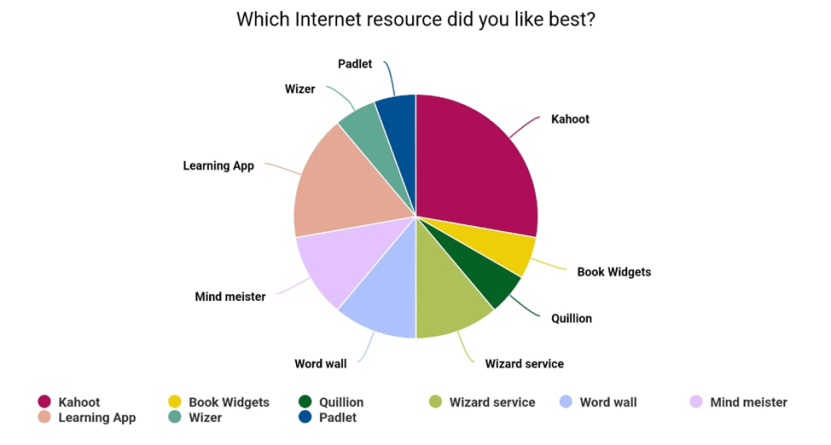 Which Internet resource did you like best?
Padlet
Wizer
Kahoot
Learning App
Book Widgets
Mind meister
Quillion
Word wall
Wizard service
Kahoot
Book Widgets
Quillion
Wizard service
Word wall
Mind meister
Learning App
Wizer
Padlet